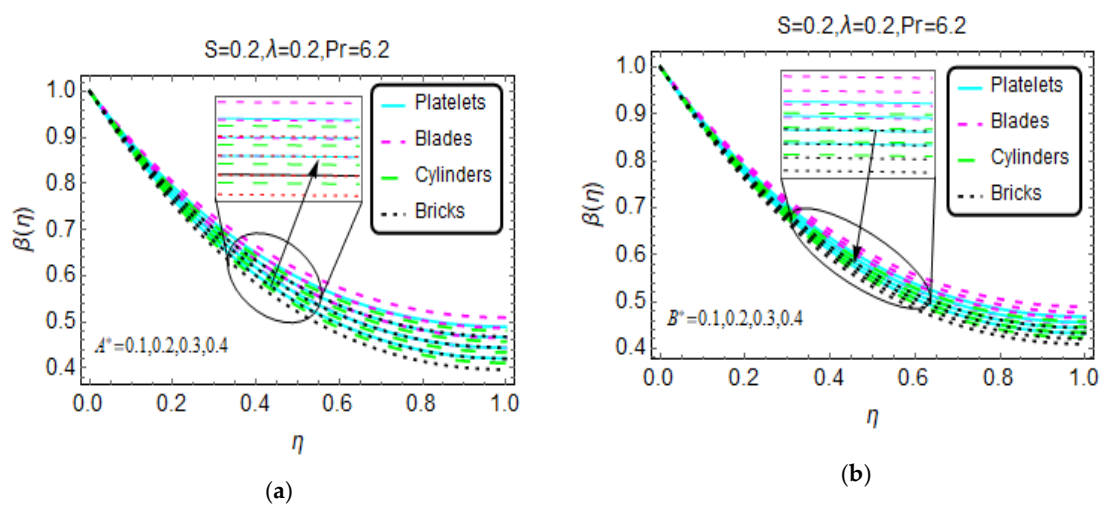 S=0.2,λ=0.2,Pr=6.2
1.0
0.9
0.8
0.7
0.6
0.5
0.4
β(η)
Platelets
Blades
Cylinders
Bricks
A*=0.1,0.2,0.3,0.4
0.0 0.2 0.4 0.6 0.8 1.0
η
(a)
S=0.2,λ=0.2,Pr=6.2
1.0
0.9
0.8
0.7
0.6
0.5
0.4
β(η)
Platelets
Blades
Cylinders
Bricks
B*=0.1,0.2,0.3,0.4
0.0 0.2 0.4 0.6 0.8 1.0
η
(b)